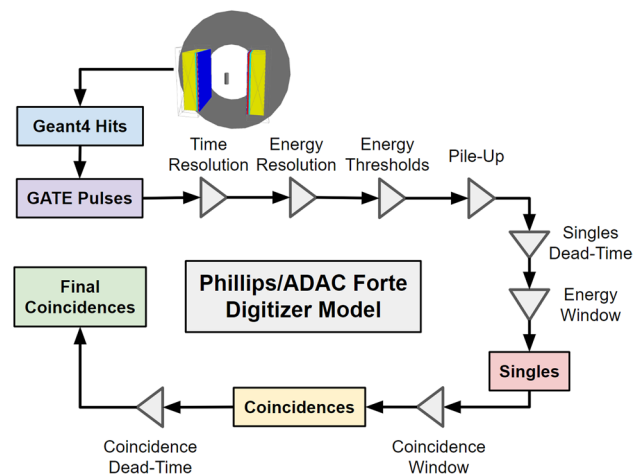 Geant4 Hits
GATE Pulses
Time
Resolution
Energy
Resolution
Energy
Thresholds
Pile-Up
Singles
Dead-Time
Energy
Window
Singles
Coincidence
Window
Coincidences
Coincidence
Dead-Time
Final
Coincidences
Phillips/ADAC Forte
Digitizer Model